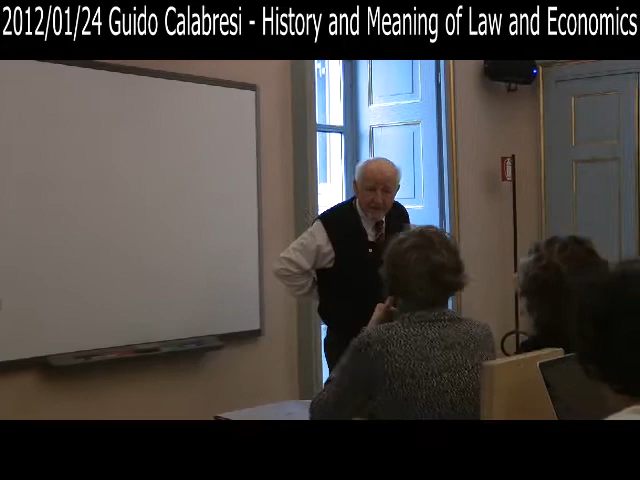 2012/01/24 Guido Calabresi - History and Meaning of Law and Economics